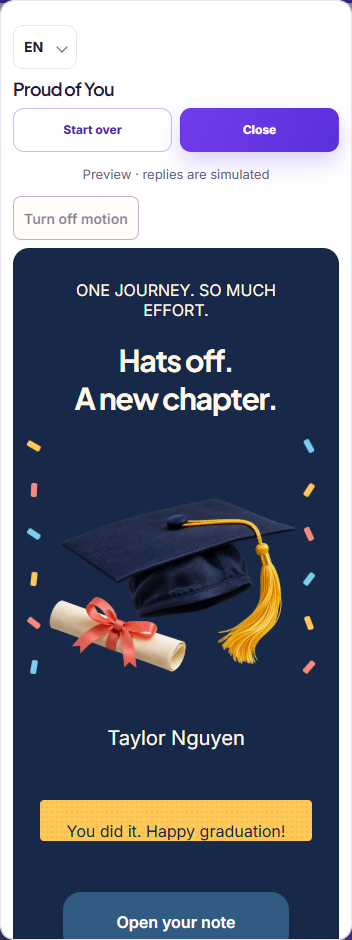 EN
Proud of You
Start over
Close
Preview · replies are simulated
Turn off motion
ONE JOURNEY. SO MUCH
EFFORT.
Hats off.
A new chapter.
Taylor Nguyen
You did it. Happy graduation!
Open your note